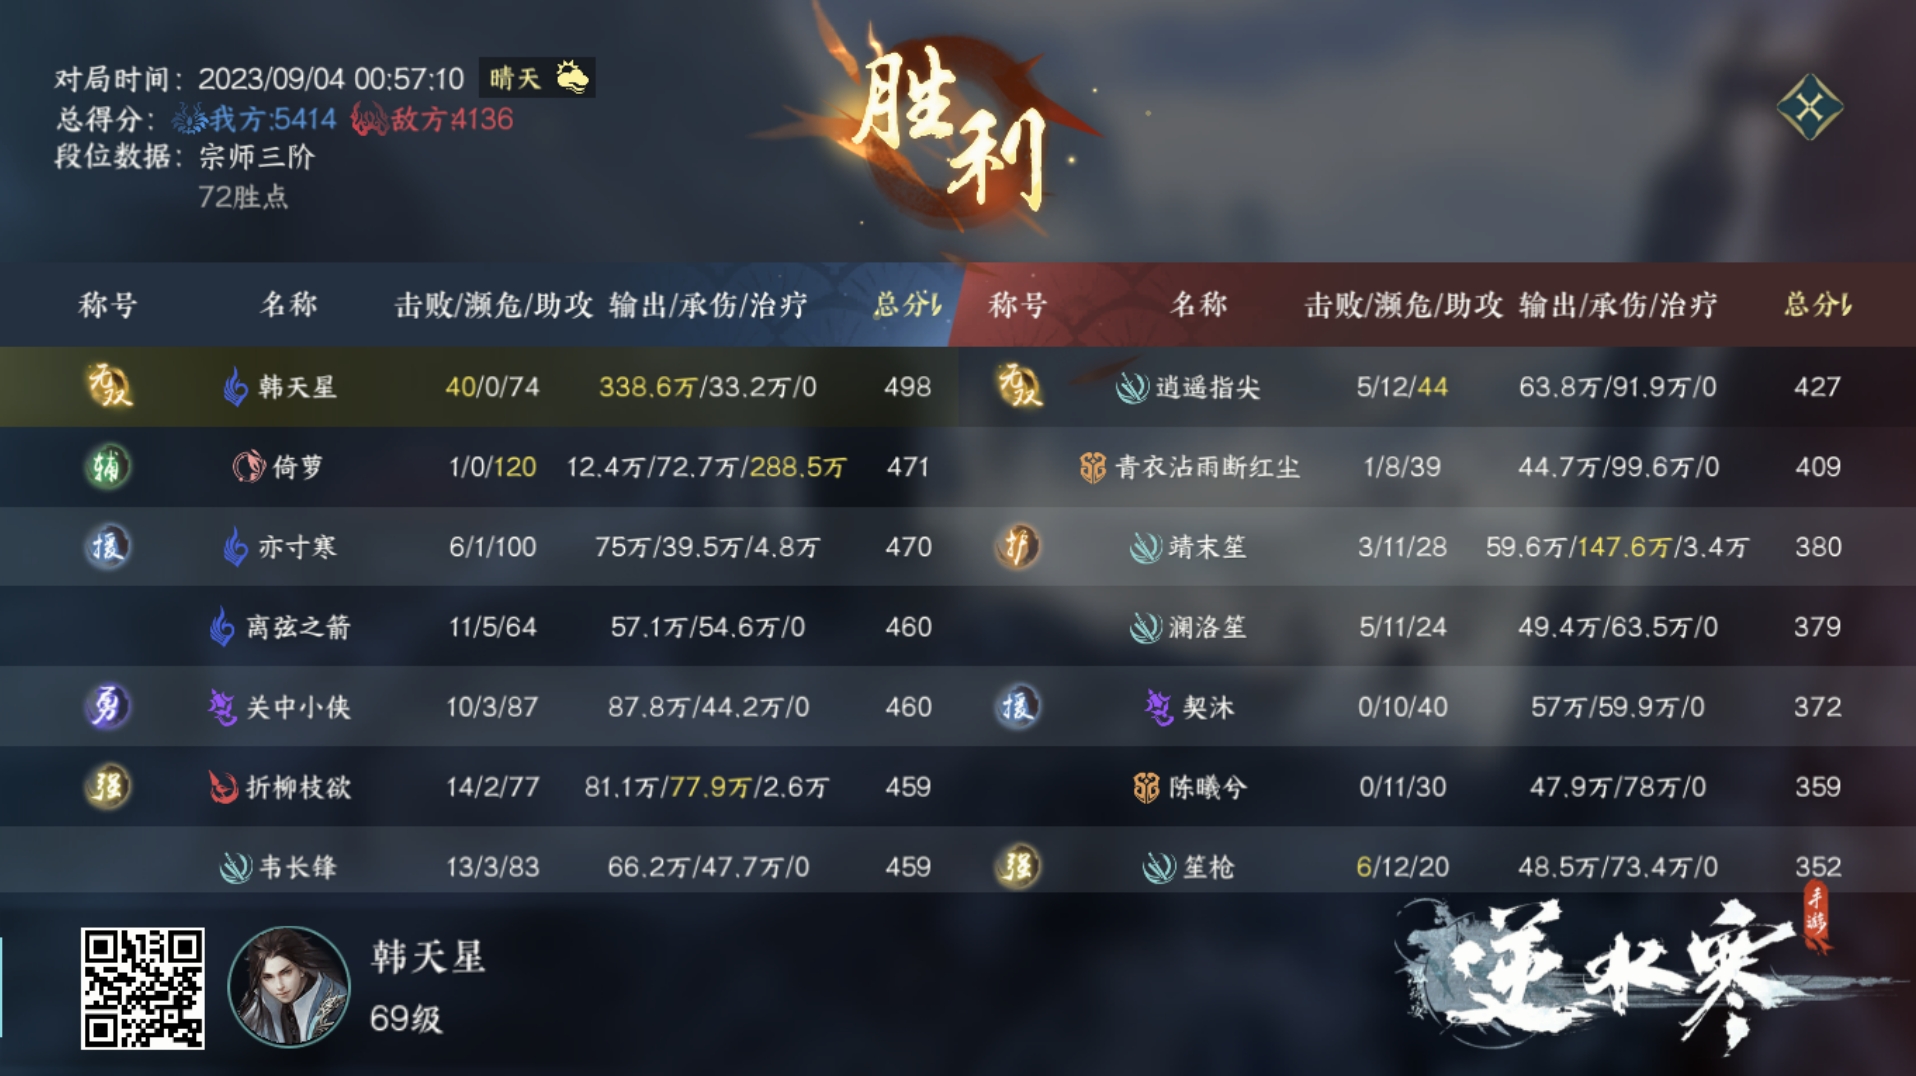 胜利
对局时间： 2023/09/04 00:57:10 晴天
总得分： 我方:5414 敌方:4136
段位数据： 宗师三阶
72胜点
称号 名称 击败/濒危/助攻 输出/承伤/治疗 总分 称号 名称 击败/濒危/助攻 输出/承伤/治疗 总分
无双 韩天星 40/0/74 338.6万/33.2万/0 498 无双 逍遥指尖 5/12/44 63.8万/91.9万/0 427
辅 倚萝 1/0/120 12.4万/72.7万/288.5万 471 青衣沾雨断红尘 1/8/39 44.7万/99.6万/0 409
援 亦寸寒 6/1/100 75万/39.5万/4.8万 470 护 靖末笙 3/11/28 59.6万/147.6万/3.4万 380
离弦之箭 11/5/64 57.1万/54.6万/0 460 澜洛笙 5/11/24 49.4万/63.5万/0 379
勇 关中小侠 10/3/87 87.8万/44.2万/0 460 援 契沐 0/10/40 57万/59.9万/0 372
强 折柳枝欲 14/2/77 81.1万/77.9万/2.6万 459 陈曦兮 0/11/30 47.9万/78万/0 359
韦长锋 13/3/83 66.2万/47.7万/0 459 强 笙枪 6/12/20 48.5万/73.4万/0 352
韩天星
69级
逆水寒
手游